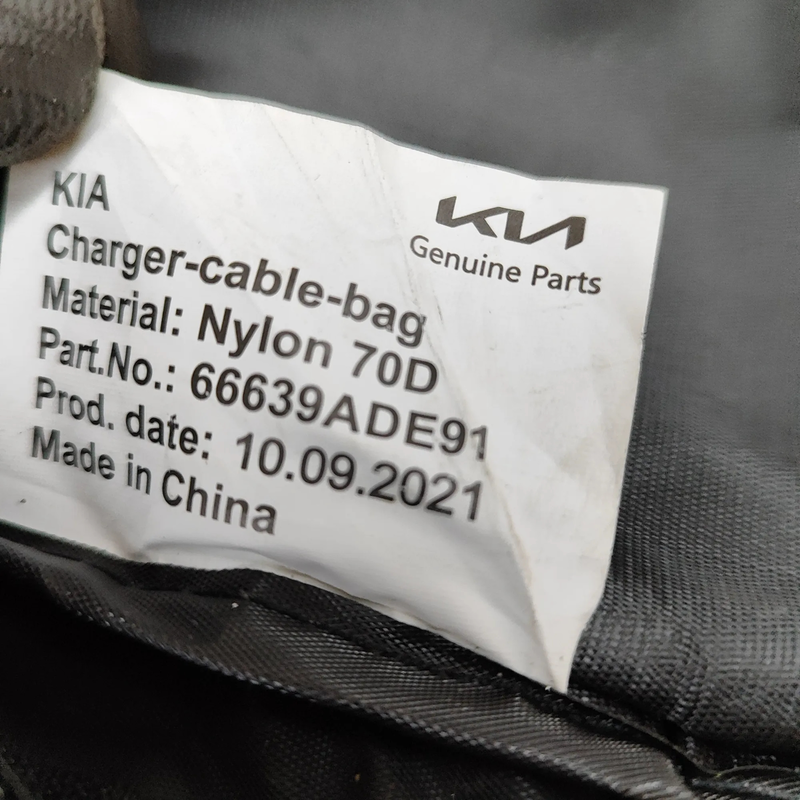 KIA
Charger-cable-bag
Material: Nylon 70D
Part.No.: 66639ADE91
Prod. date: 10.09.2021
Made in China
KIA
Genuine Parts